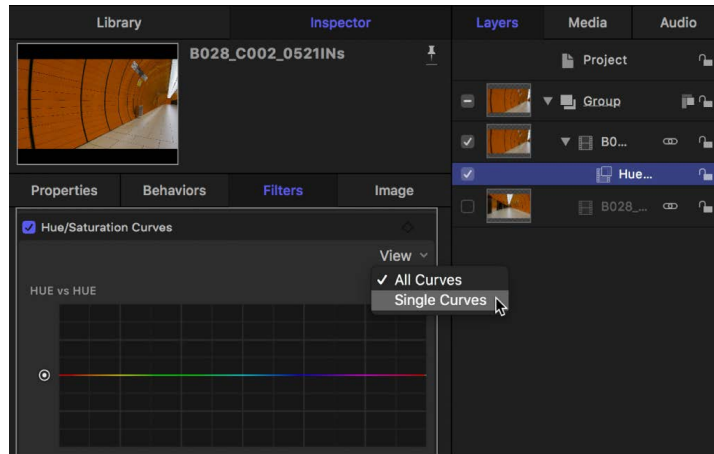 Library
Inspector
Layers
Media
Audio
B028_C002_0521INs
Project
Group
B0...
Properties
Behaviors
Filters
Image
Hue...
B028_...
Hue/Saturation Curves
View
All Curves
Single Curves
HUE vs HUE